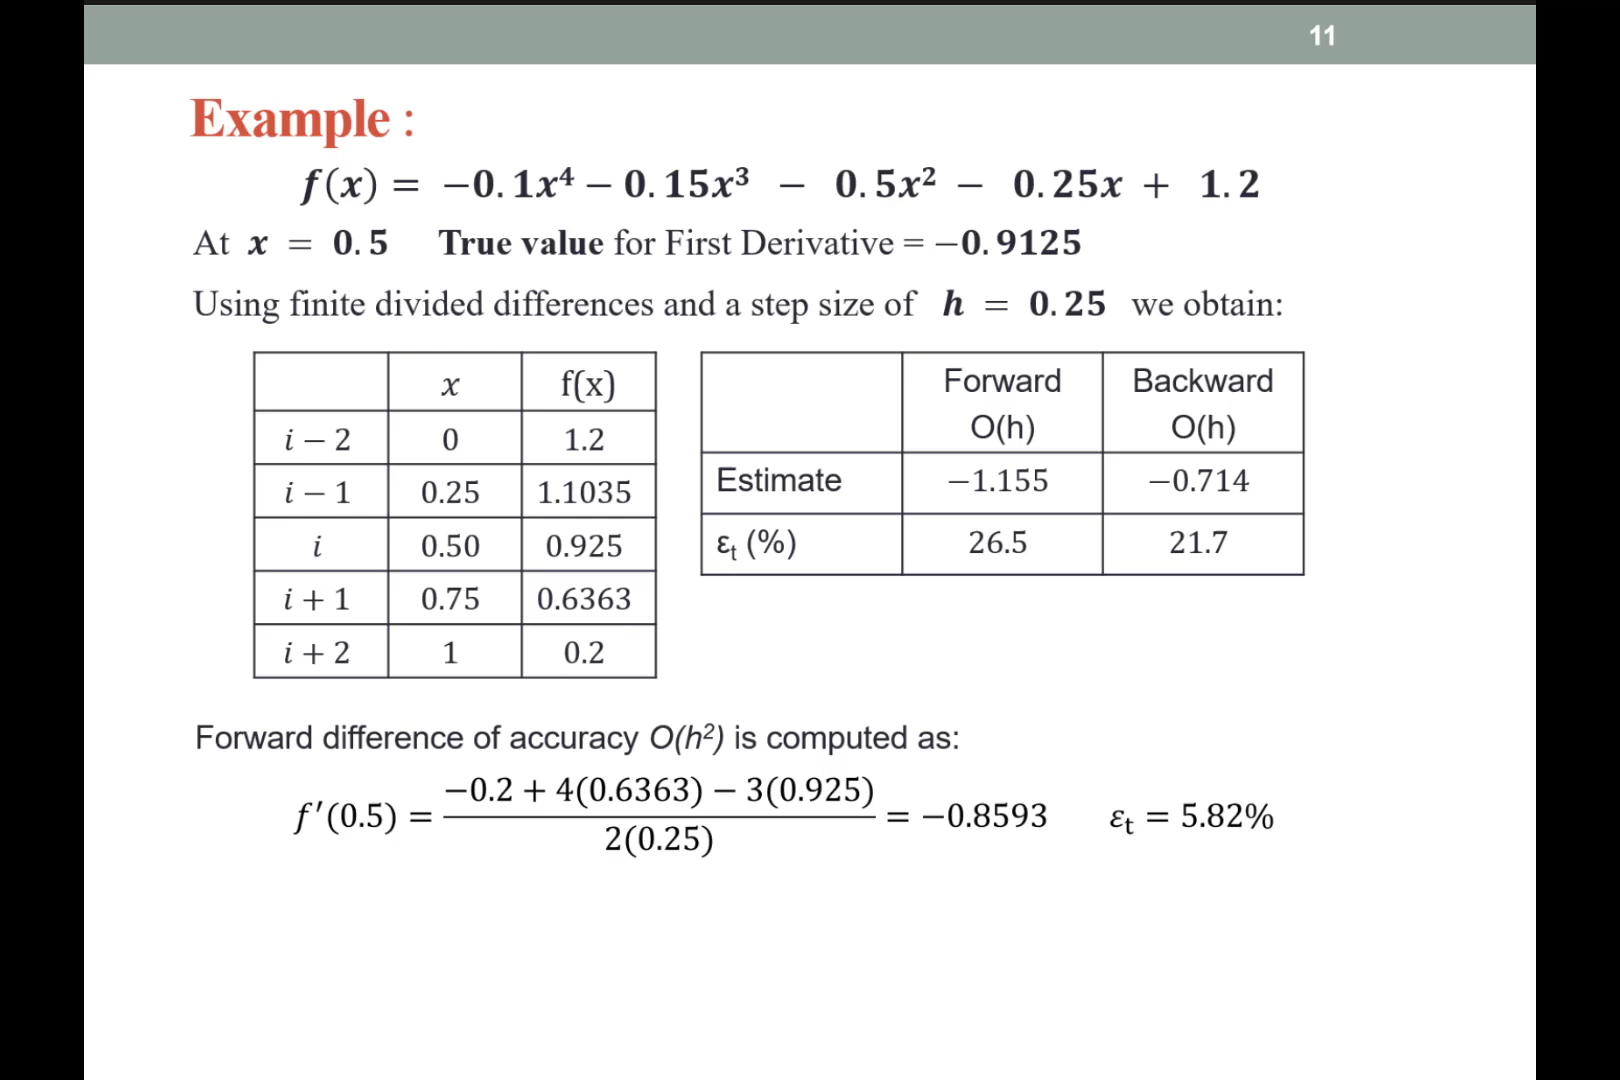 11
Example :
f(x) = −0.1x⁴ − 0.15x³ − 0.5x² − 0.25x + 1.2
At x = 0.5 True value for First Derivative = −0.9125
Using finite divided differences and a step size of h = 0.25 we obtain:
x f(x)
i − 2 0 1.2
i − 1 0.25 1.1035
i 0.50 0.925
i + 1 0.75 0.6363
i + 2 1 0.2
Forward Backward
O(h) O(h)
Estimate −1.155 −0.714
εt (%) 26.5 21.7
Forward difference of accuracy O(h²) is computed as:
f′(0.5) = (−0.2 + 4(0.6363) − 3(0.925)) / 2(0.25) = −0.8593 εt = 5.82%